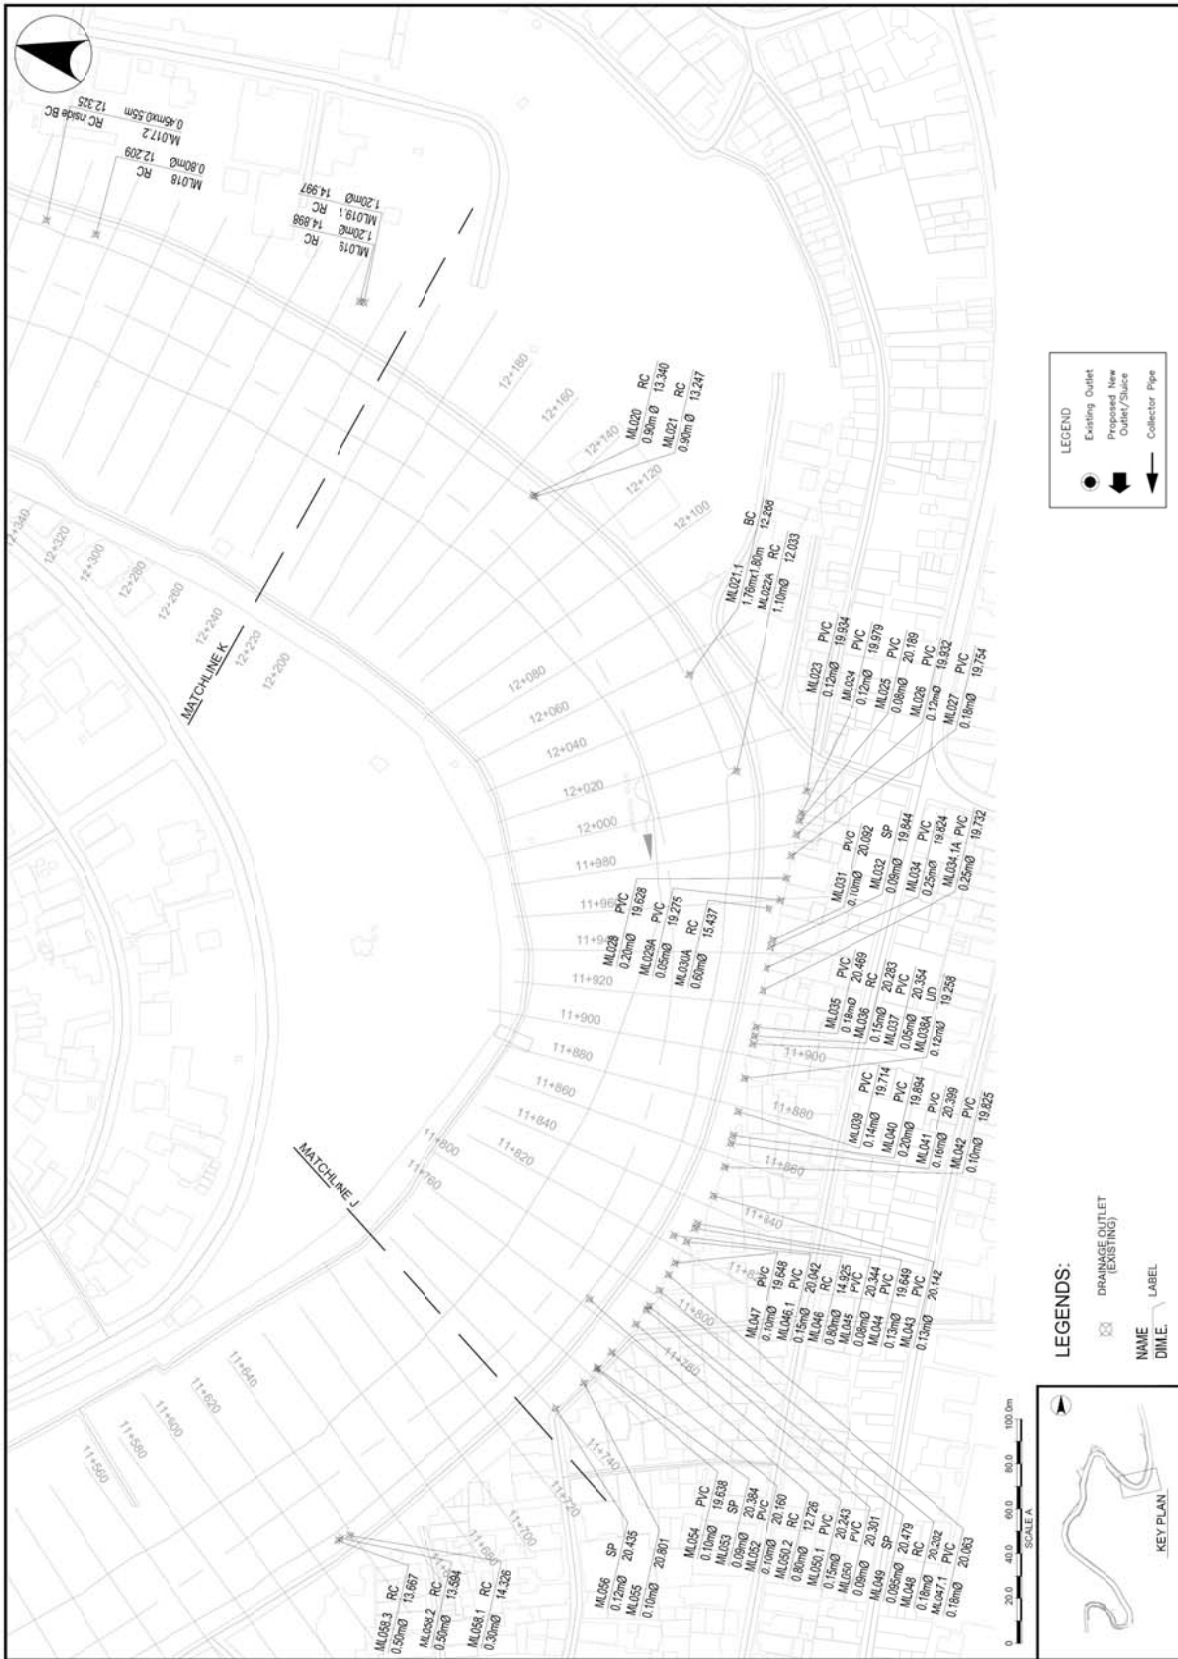 0.45mx0.55m 12.325
ML017.2 RC nside BC
0.80mØ 12.209
ML018 RC
1.20mØ 14.997
ML019.1 RC
1.20mØ 14.898
ML019 RC
MATCHLINE K
12+340
12+320
12+300
12+280
12+260
12+240
12+220
12+200
12+180
12+160
12+140
12+120
12+100
12+080
12+060
12+040
12+020
12+000
11+980
11+960
11+920
11+900
11+880
11+860
11+840
11+820
11+800
11+760
ML020 RC
0.90m Ø 13.340
ML021 RC
0.90m Ø 13.247
ML021.1 BC
1.76mx1.80m 12.266
ML022A RC
1.10mØ 12.033
ML023 PVC
0.12mØ 19.934
ML024 PVC
0.12mØ 19.979
ML025 PVC
0.08mØ 20.189
ML026 PVC
0.12mØ 19.932
ML027 PVC
0.18mØ 19.754
ML028 PVC
0.20mØ 19.628
ML029A PVC
0.05mØ 19.275
ML030A RC
0.60mØ 15.437
ML031 PVC
0.10mØ 20.092
ML032 SP
0.09mØ 19.844
ML034 PVC
0.25mØ 19.824
ML034.1A PVC
0.25mØ 19.732
ML035 PVC
0.18mØ 20.469
ML036 RC
0.15mØ 20.283
ML037 PVC
0.05mØ 20.354
ML038A UD
0.12mØ 19.258
ML039 PVC
0.14mØ 19.714
ML040 PVC
0.20mØ 19.894
ML041 PVC
0.16mØ 20.399
ML042 PVC
0.10mØ 19.825
11+900
11+880
11+860
11+840
11+800
11+780
11+740
11+720
11+700
11+680
MATCHLINE J
11+640
11+620
11+600
11+580
11+560
ML047 PVC
0.10mØ 19.648
ML046.1 PVC
0.15mØ 20.042
ML046 RC
0.80mØ 14.925
ML045 PVC
0.08mØ 20.344
ML044 PVC
0.13mØ 19.649
ML043 PVC
0.13mØ 20.142
ML054 PVC
0.10mØ 19.638
ML053 SP
0.09mØ 20.384
ML052 PVC
0.10mØ 20.160
ML050.2 RC
0.80mØ 12.726
ML050.1 PVC
0.15mØ 20.243
ML050 PVC
0.09mØ 20.301
ML049 SP
0.095mØ 20.479
ML048 RC
0.18mØ 20.202
ML047.1 PVC
0.18mØ 20.063
ML056 SP
0.12mØ 20.435
ML055
0.10mØ 20.801
ML058.3 RC
0.50mØ 13.667
ML058.2 RC
0.50mØ 13.594
ML058.1 RC
0.30mØ 14.326
LEGEND
Existing Outlet
Proposed New
Outlet/Sluice
Collector Pipe
LEGENDS:
DRAINAGE OUTLET
(EXISTING)
NAME
DIM.E.
LABEL
0 20.0 40.0 60.0 80.0 100.0m
SCALE A
KEY PLAN